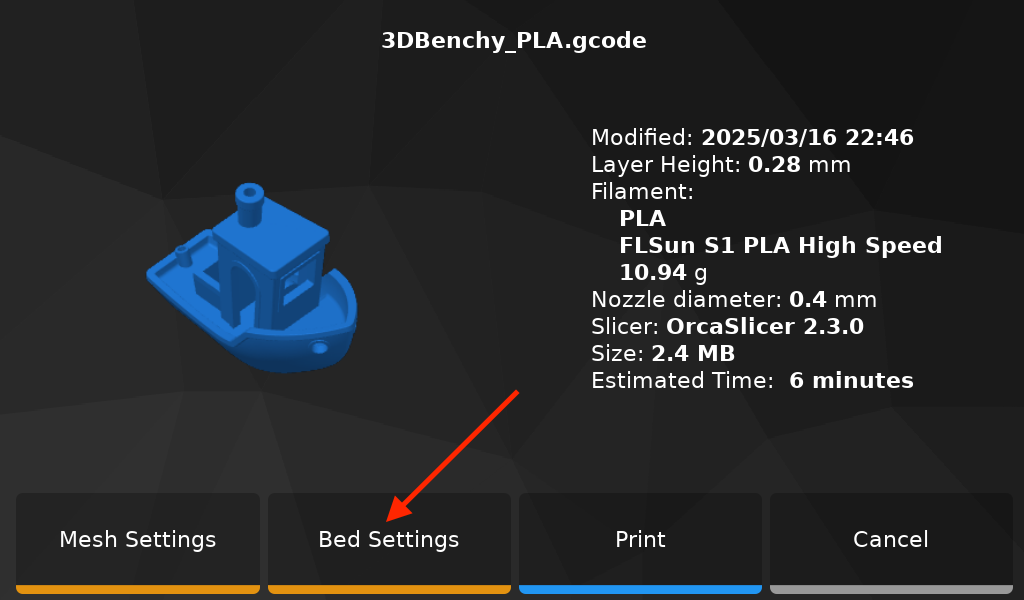 3DBenchy_PLA.gcode
Modified: 2025/03/16 22:46
Layer Height: 0.28 mm
Filament:
PLA
FLSun S1 PLA High Speed
10.94 g
Nozzle diameter: 0.4 mm
Slicer: OrcaSlicer 2.3.0
Size: 2.4 MB
Estimated Time:  6 minutes
Mesh Settings
Bed Settings
Print
Cancel